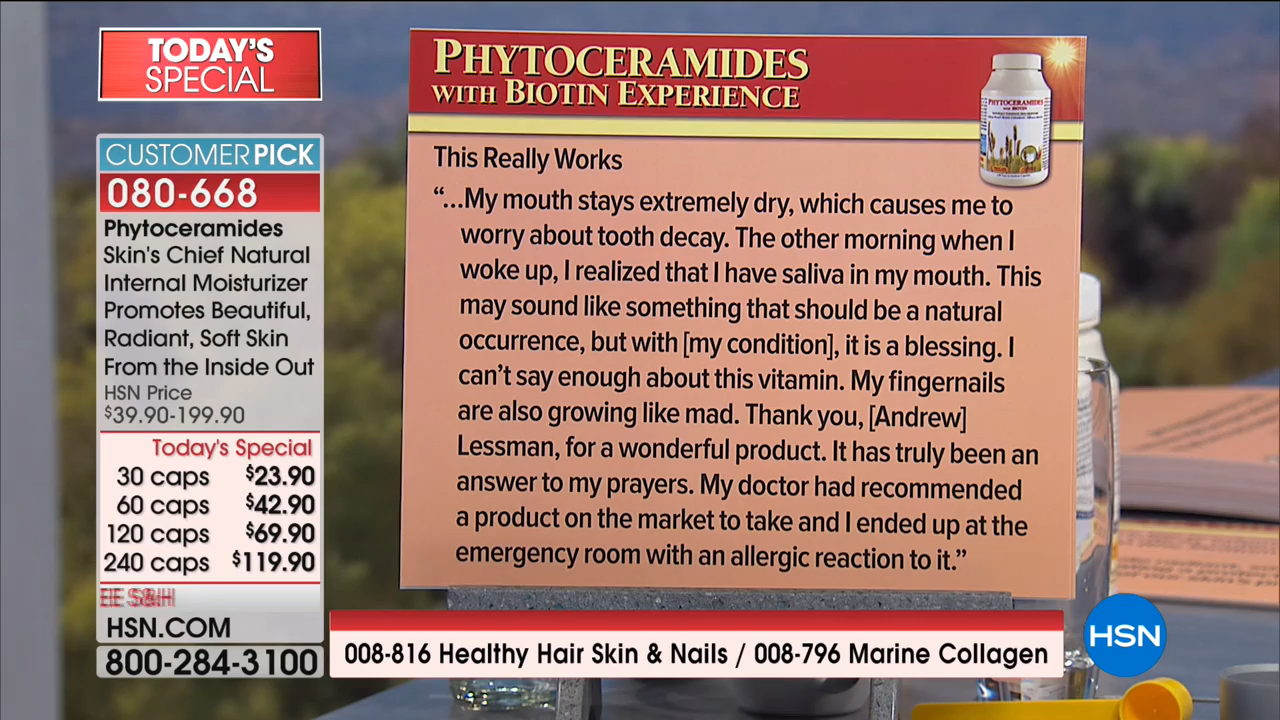 TODAY'S
SPECIAL
CUSTOMER PICK
080-668
Phytoceramides
Skin's Chief Natural
Internal Moisturizer
Promotes Beautiful,
Radiant, Soft Skin
From the Inside Out
HSN Price
$39.90-199.90
Today's Special
30 caps $23.90
60 caps $42.90
120 caps $69.90
240 caps $119.90
HSN.COM
800-284-3100
PHYTOCERAMIDES
WITH BIOTIN EXPERIENCE
PHYTOCERAMIDES
WITH BIOTIN
This Really Works
“...My mouth stays extremely dry, which causes me to
worry about tooth decay. The other morning when I
woke up, I realized that I have saliva in my mouth. This
may sound like something that should be a natural
occurrence, but with [my condition], it is a blessing. I
can't say enough about this vitamin. My fingernails
are also growing like mad. Thank you, [Andrew]
Lessman, for a wonderful product. It has truly been an
answer to my prayers. My doctor had recommended
a product on the market to take and I ended up at the
emergency room with an allergic reaction to it.”
008-816 Healthy Hair Skin & Nails / 008-796 Marine Collagen
HSN